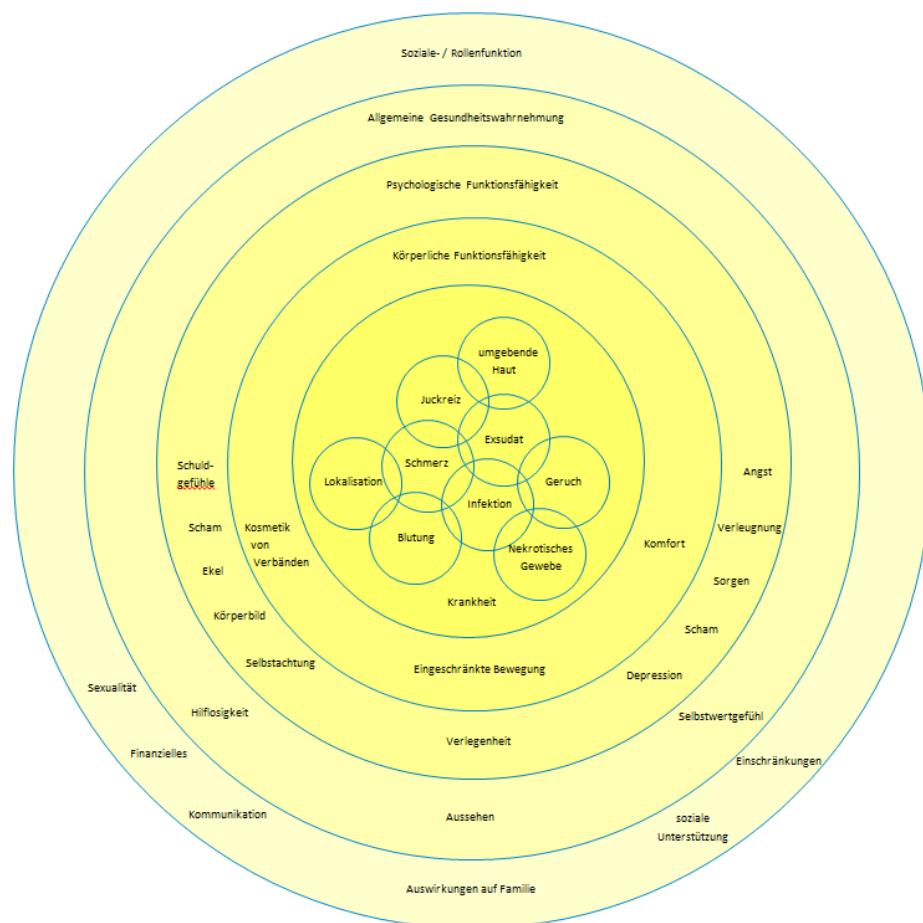 Soziale- / Rollenfunktion
Allgemeine Gesundheitswahrnehmung
Psychologische Funktionsfähigkeit
Körperliche Funktionsfähigkeit
umgebende
Haut
Juckreiz
Exsudat
Schmerz
Lokalisation
Geruch
Infektion
Blutung
Nekrotisches
Gewebe
Krankheit
Schuld-
gefühle
Scham
Ekel
Körperbild
Selbstachtung
Kosmetik
von
Verbänden
Komfort
Eingeschränkte Bewegung
Angst
Verleugnung
Sorgen
Scham
Depression
Verlegenheit
Hilflosigkeit
Selbstwertgefühl
Aussehen
Sexualität
Finanzielles
Kommunikation
Einschränkungen
soziale
Unterstützung
Auswirkungen auf Familie